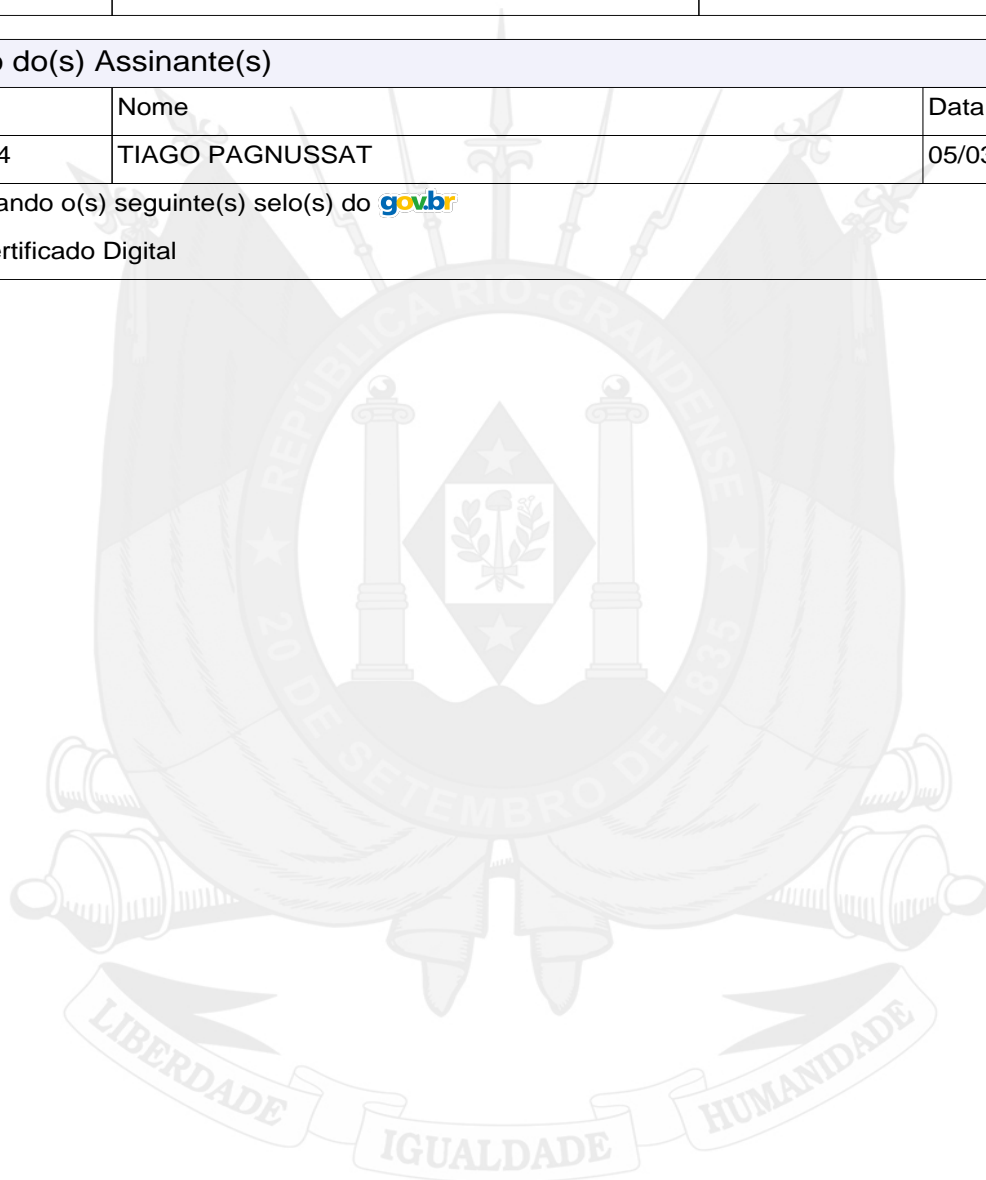 o do(s) Assinante(s)
Nome Data
4 TIAGO PAGNUSSAT 05/03
ando o(s) seguinte(s) selo(s) do gov.br
rtificado Digital
REPÚBLICA RIO-GRANDENSE
★ 20 DE SETEMBRO DE 1835 ★
LIBERDADE IGUALDADE HUMANIDADE